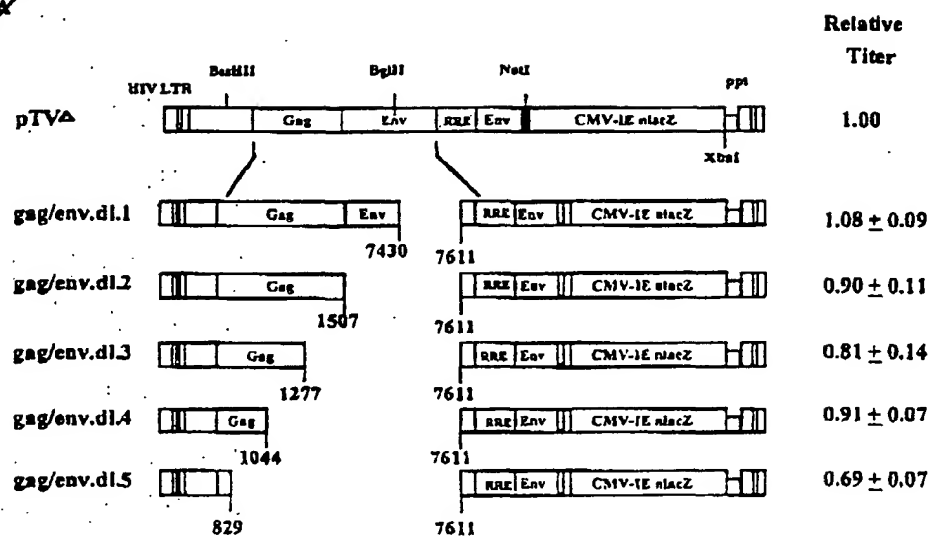 Relative
Titer
HIV LTR BssHII BglII NotI ppt
pTV△ Gag Env RRE Env CMV-IE nlacZ 1.00
XbaI
gag/env.dl.1 Gag Env RRE Env CMV-IE nlacZ 1.08 ± 0.09
7430 7611
gag/env.dl.2 Gag RRE Env CMV-IE nlacZ 0.90 ± 0.11
1507 7611
gag/env.dl.3 Gag RRE Env CMV-IE nlacZ 0.81 ± 0.14
1277 7611
gag/env.dl.4 Gag RRE Env CMV-IE nlacZ 0.91 ± 0.07
1044 7611
gag/env.dl.5 RRE Env CMV-IE nlacZ 0.69 ± 0.07
829 7611